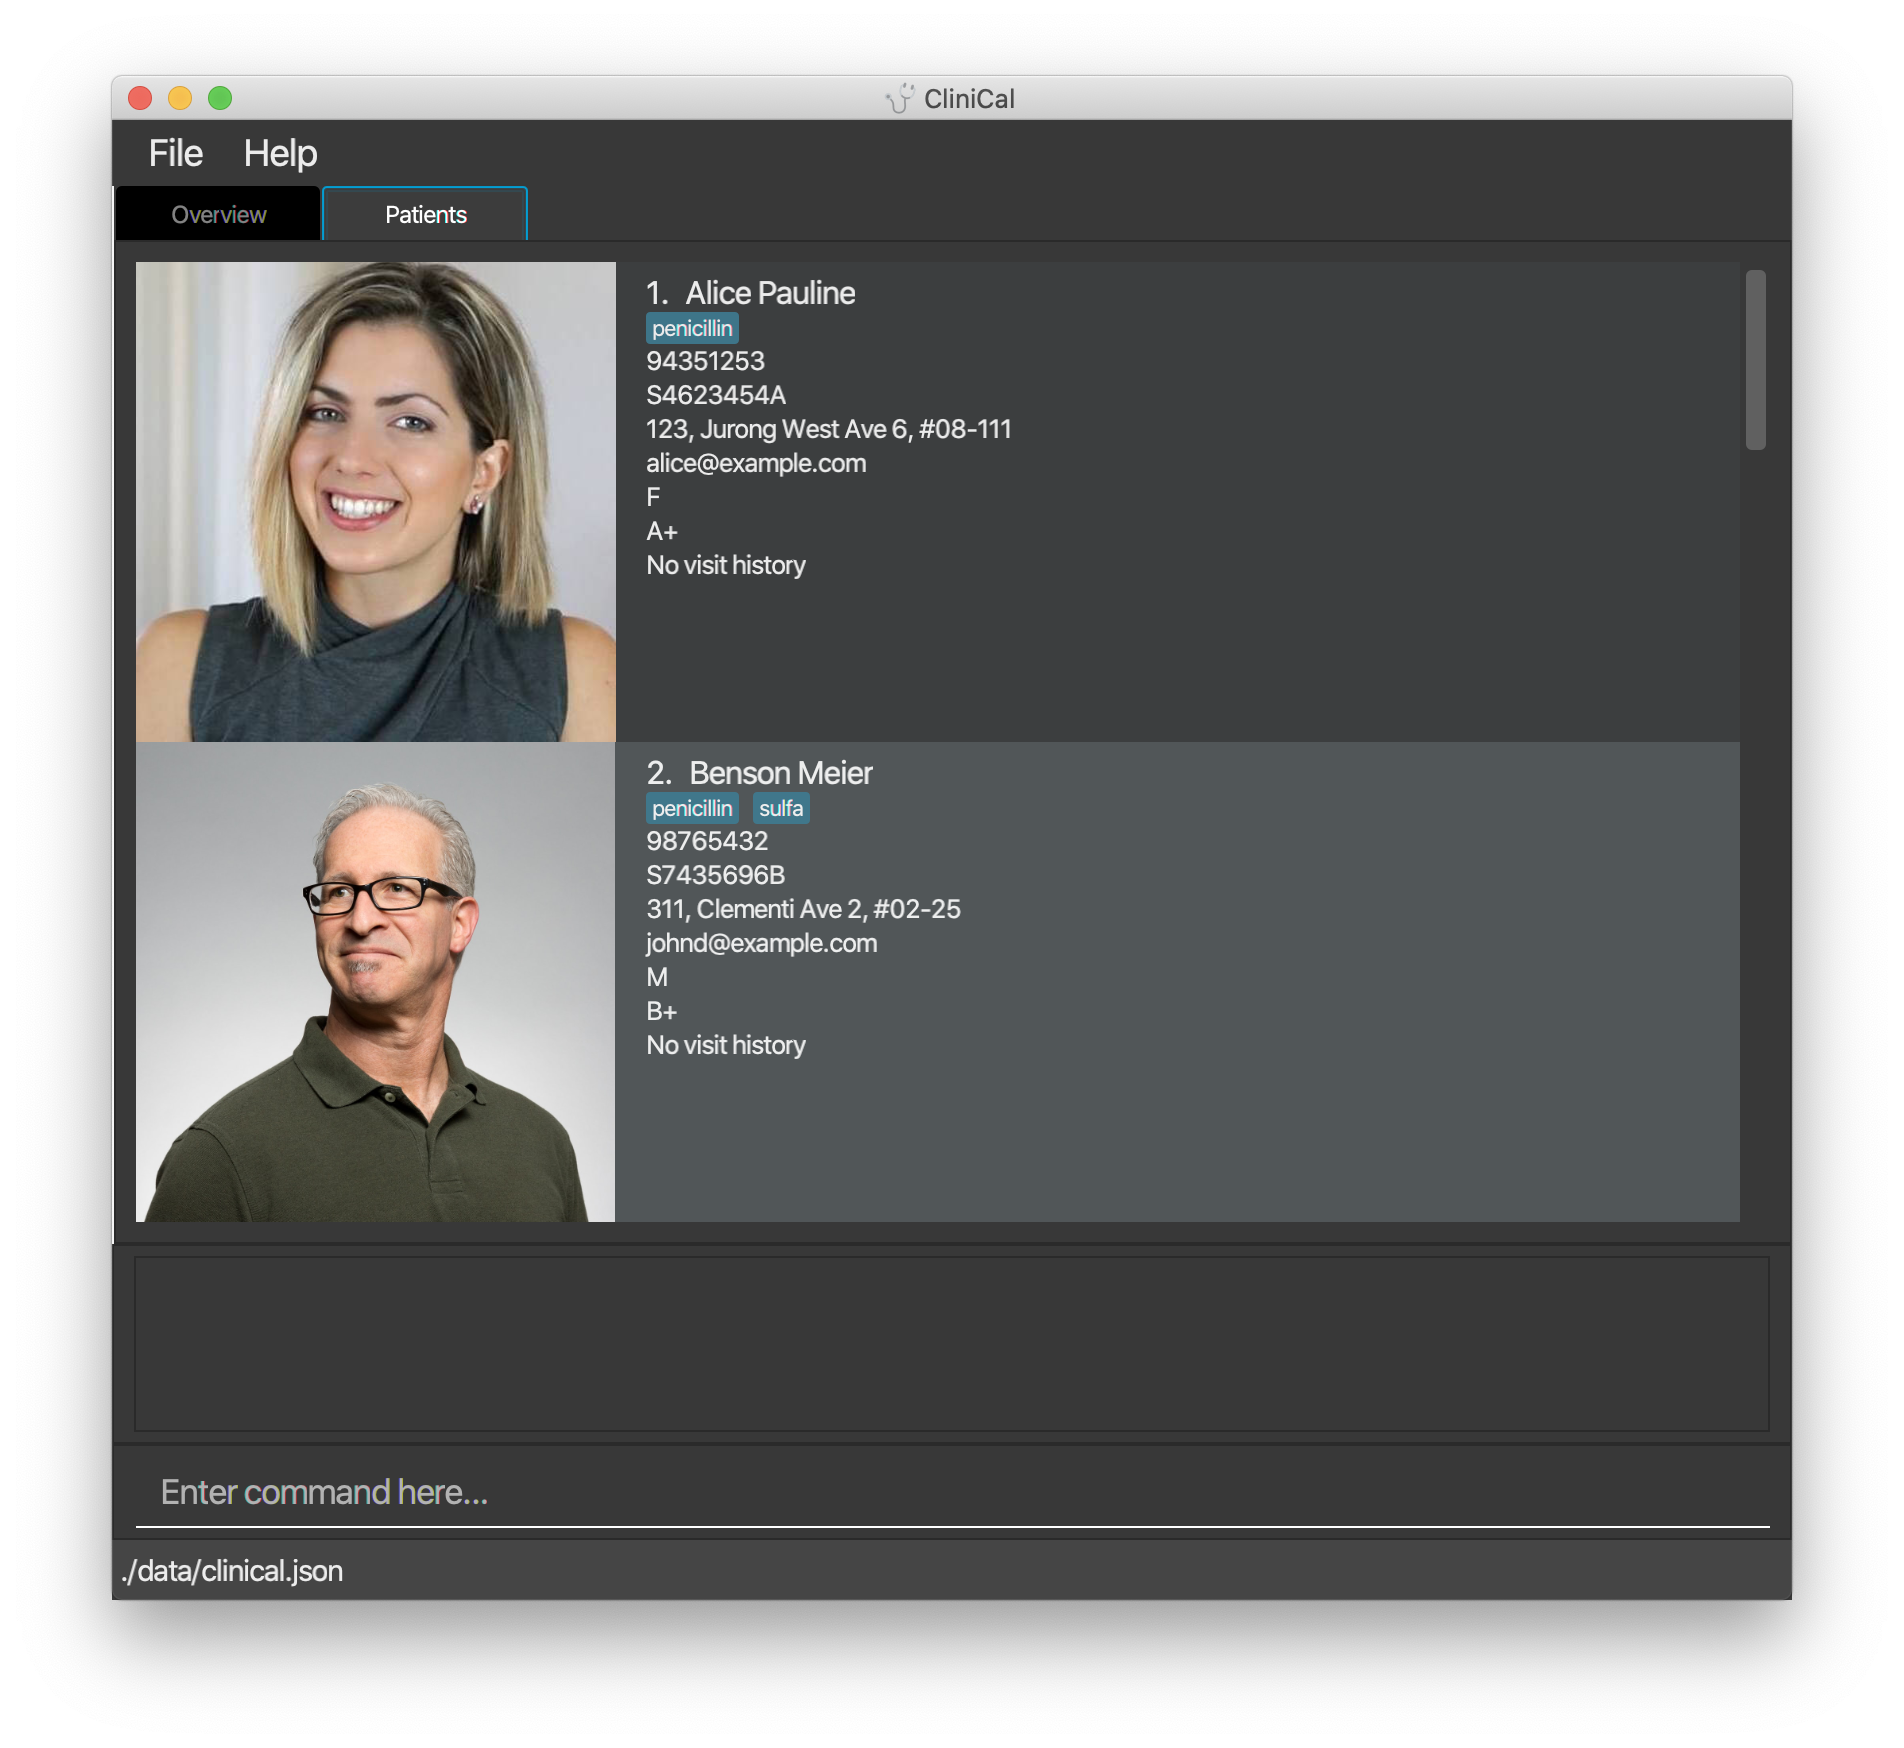 CliniCal
File Help
Overview Patients
1. Alice Pauline
penicillin
94351253
S4623454A
123, Jurong West Ave 6, #08-111
alice@example.com
F
A+
No visit history
2. Benson Meier
penicillin sulfa
98765432
S7435696B
311, Clementi Ave 2, #02-25
johnd@example.com
M
B+
No visit history
Enter command here...
./data/clinical.json